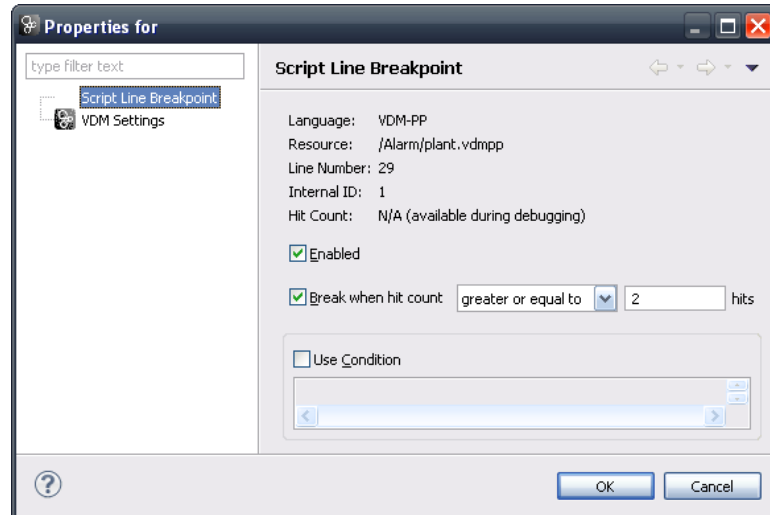 Properties for
type filter text
Script Line Breakpoint
VDM Settings
Script Line Breakpoint
Language: VDM-PP
Resource: /Alarm/plant.vdmpp
Line Number: 29
Internal ID: 1
Hit Count: N/A (available during debugging)
Enabled
Break when hit count greater or equal to 2 hits
Use Condition
?
OK Cancel